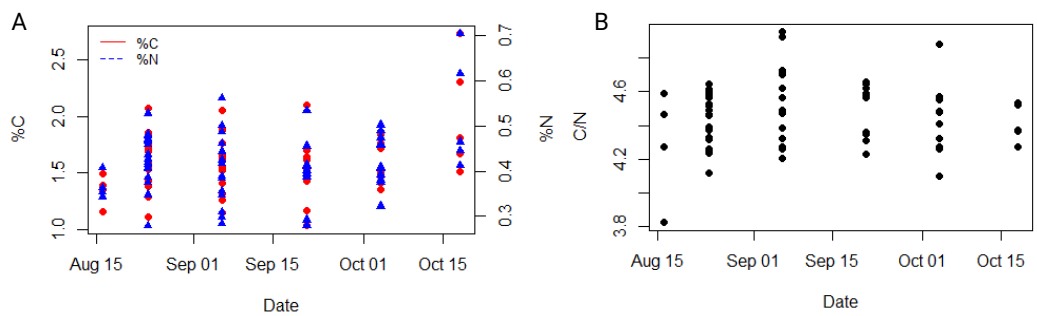 A
%C
%N
%C
1.0
1.5
2.0
2.5
%N
0.3
0.4
0.5
0.6
0.7
Aug 15
Sep 01
Sep 15
Oct 01
Oct 15
Date
B
C/N
3.8
4.2
4.6
Aug 15
Sep 01
Sep 15
Oct 01
Oct 15
Date